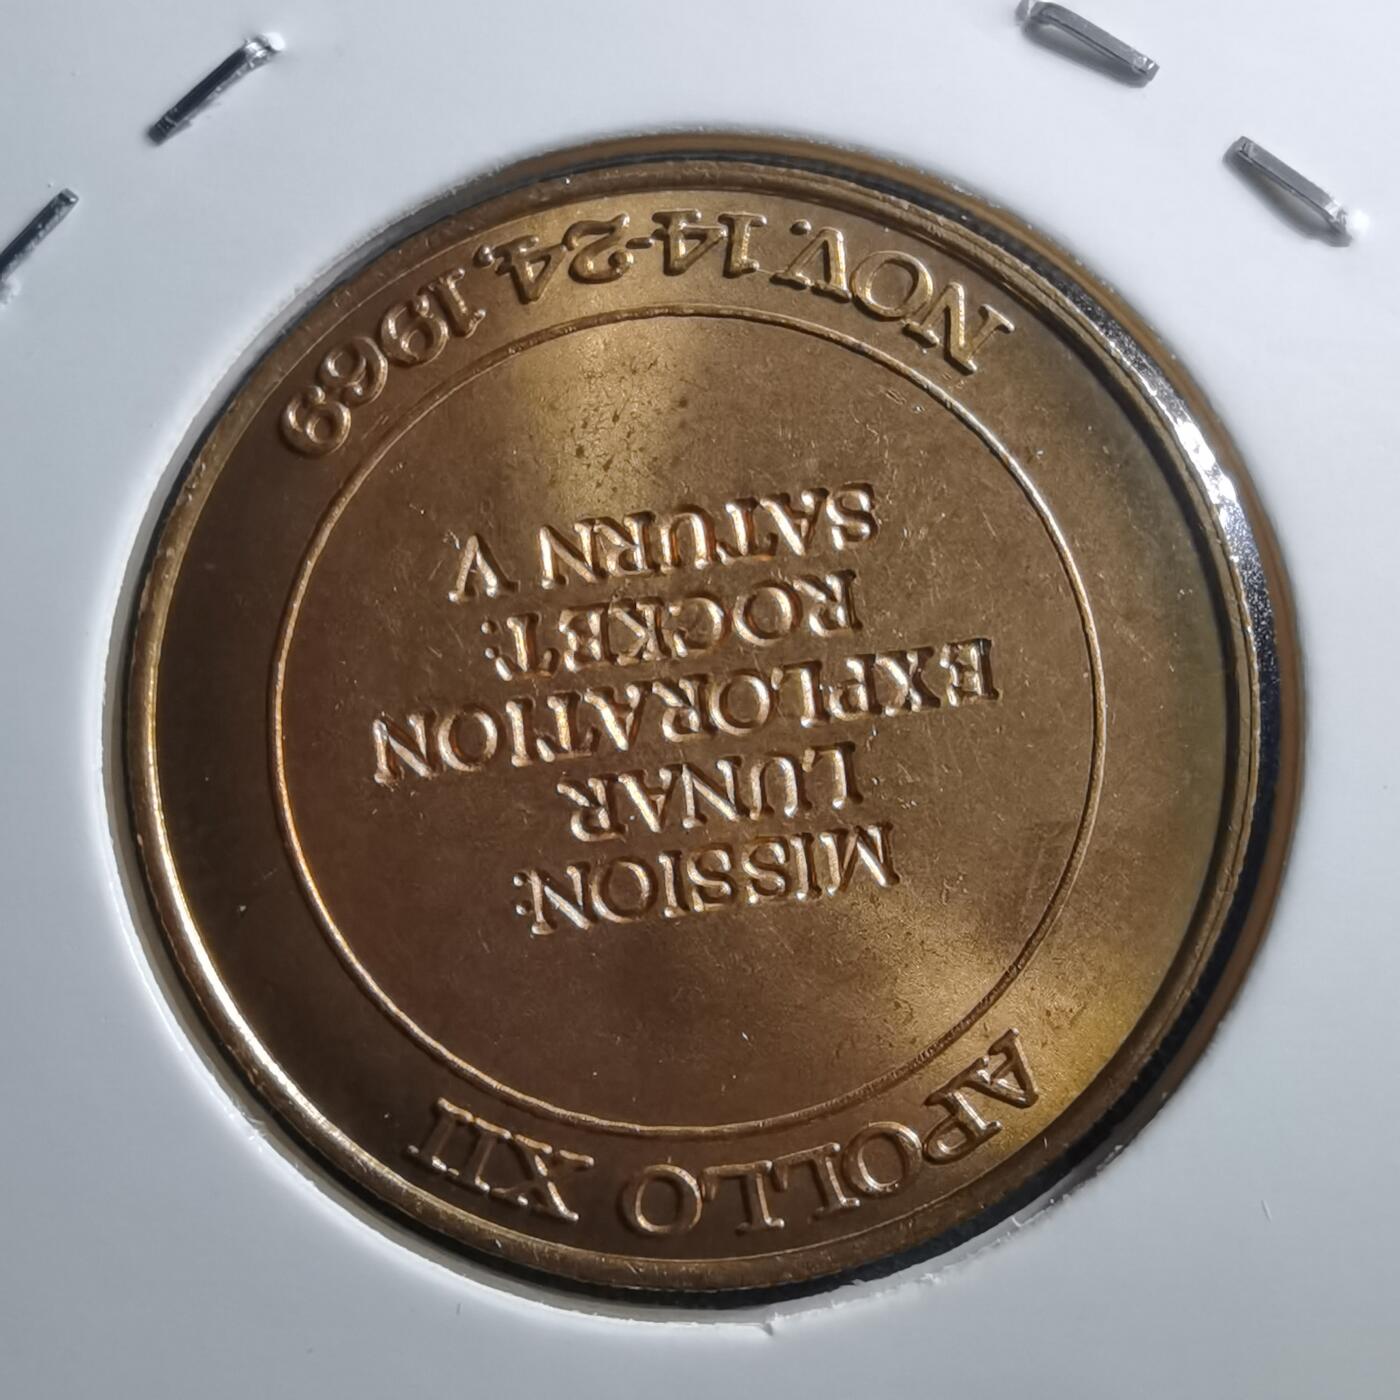 APOLLO XII
MISSION:
LUNAR
EXPLORATION
ROCKET:
SATURN V
NOV. 14-24, 1969